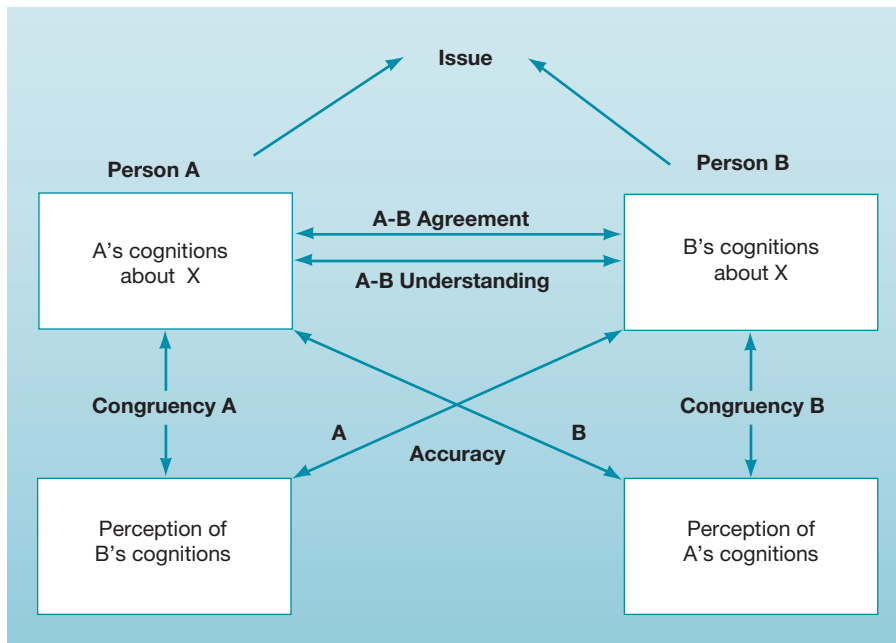 Issue
Person A
Person B
A-B Agreement
A's cognitions
about X
B's cognitions
about X
A-B Understanding
Congruency A
Congruency B
A
B
Accuracy
Perception of
B's cognitions
Perception of
A's cognitions